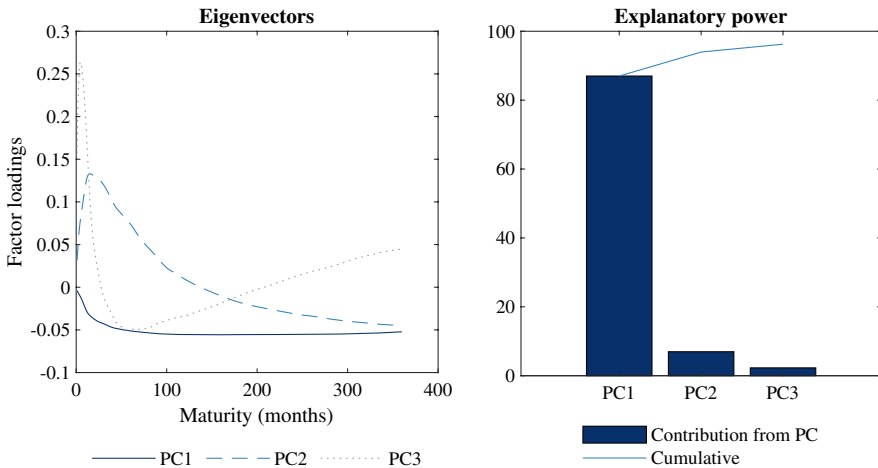 Eigenvectors
0.3
0.25
0.2
0.15
0.1
0.05
0
-0.05
-0.1
Factor loadings
0 100 200 300 400
Maturity (months)
PC1 PC2 PC3
Explanatory power
100
80
60
40
20
0
PC1 PC2 PC3
Contribution from PC
Cumulative